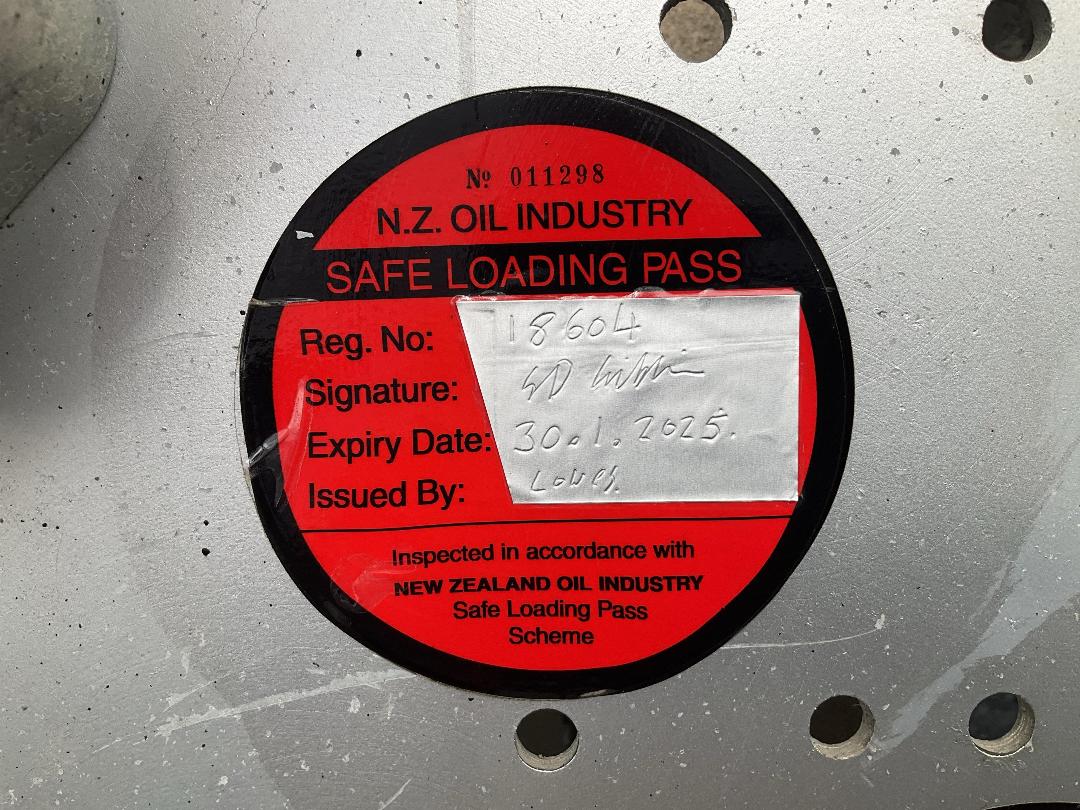 Nº 011298
N.Z. OIL INDUSTRY
SAFE LOADING PASS
Reg. No: 18604
Signature:
Expiry Date: 30.1.2025.
Issued By:
Inspected in accordance with
NEW ZEALAND OIL INDUSTRY
Safe Loading Pass
Scheme